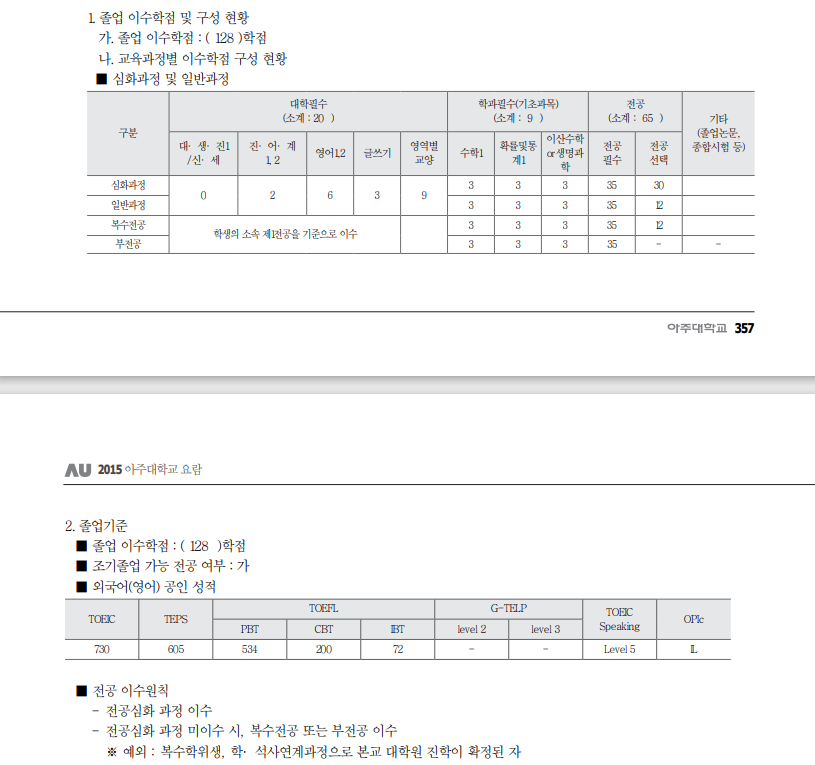 1. 졸업 이수학점 및 구성 현황
가. 졸업 이수학점 : ( 128 )학점
나. 교육과정별 이수학점 구성 현황
■ 심화과정 및 일반과정
구분
대학필수
(소계 : 20 )
학과필수(기초과목)
(소계 : 9 )
전공
(소계 : 65 )
기타
(졸업논문,
종합시험 등)
대· 생· 진1
/신· 세
진· 어· 계
1, 2
영어1,2
글쓰기
영역별
교양
수학1
확률및통
계1
이산수학
or생명과
학
전공
필수
전공
선택
심화과정 0 2 6 3 9 3 3 3 35 30
일반과정 3 3 3 35 12
복수전공 학생의 소속 제1전공을 기준으로 이수 3 3 3 35 12
부전공 3 3 3 35 - -
아주대학교 357
AU 2015 아주대학교 요람
2. 졸업기준
■ 졸업 이수학점 : ( 128 )학점
■ 조기졸업 가능 전공 여부 : 가
■ 외국어(영어) 공인 성적
TOEIC TEPS TOEFL G-TELP TOEIC
Speaking OPIc
PBT CBT IBT level 2 level 3
730 605 534 200 72 - - Level 5 IL
■ 전공 이수원칙
- 전공심화 과정 이수
- 전공심화 과정 미이수 시, 복수전공 또는 부전공 이수
※ 예외 : 복수학위생, 학· 석사연계과정으로 본교 대학원 진학이 확정된 자